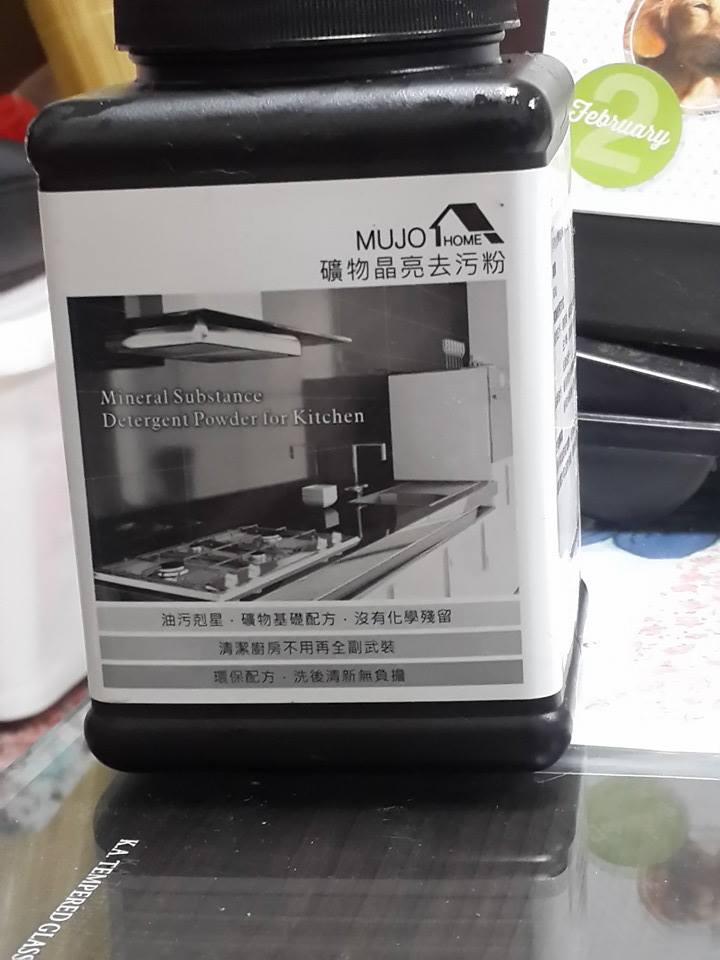 MUJO HOME
礦物晶亮去污粉
Mineral Substance
Detergent Powder for Kitchen
油污剋星．礦物基礎配方．沒有化學殘留
清潔廚房不用再全副武裝
環保配方．洗後清新無負擔
2
February
K.A. TEMPERED GLASS